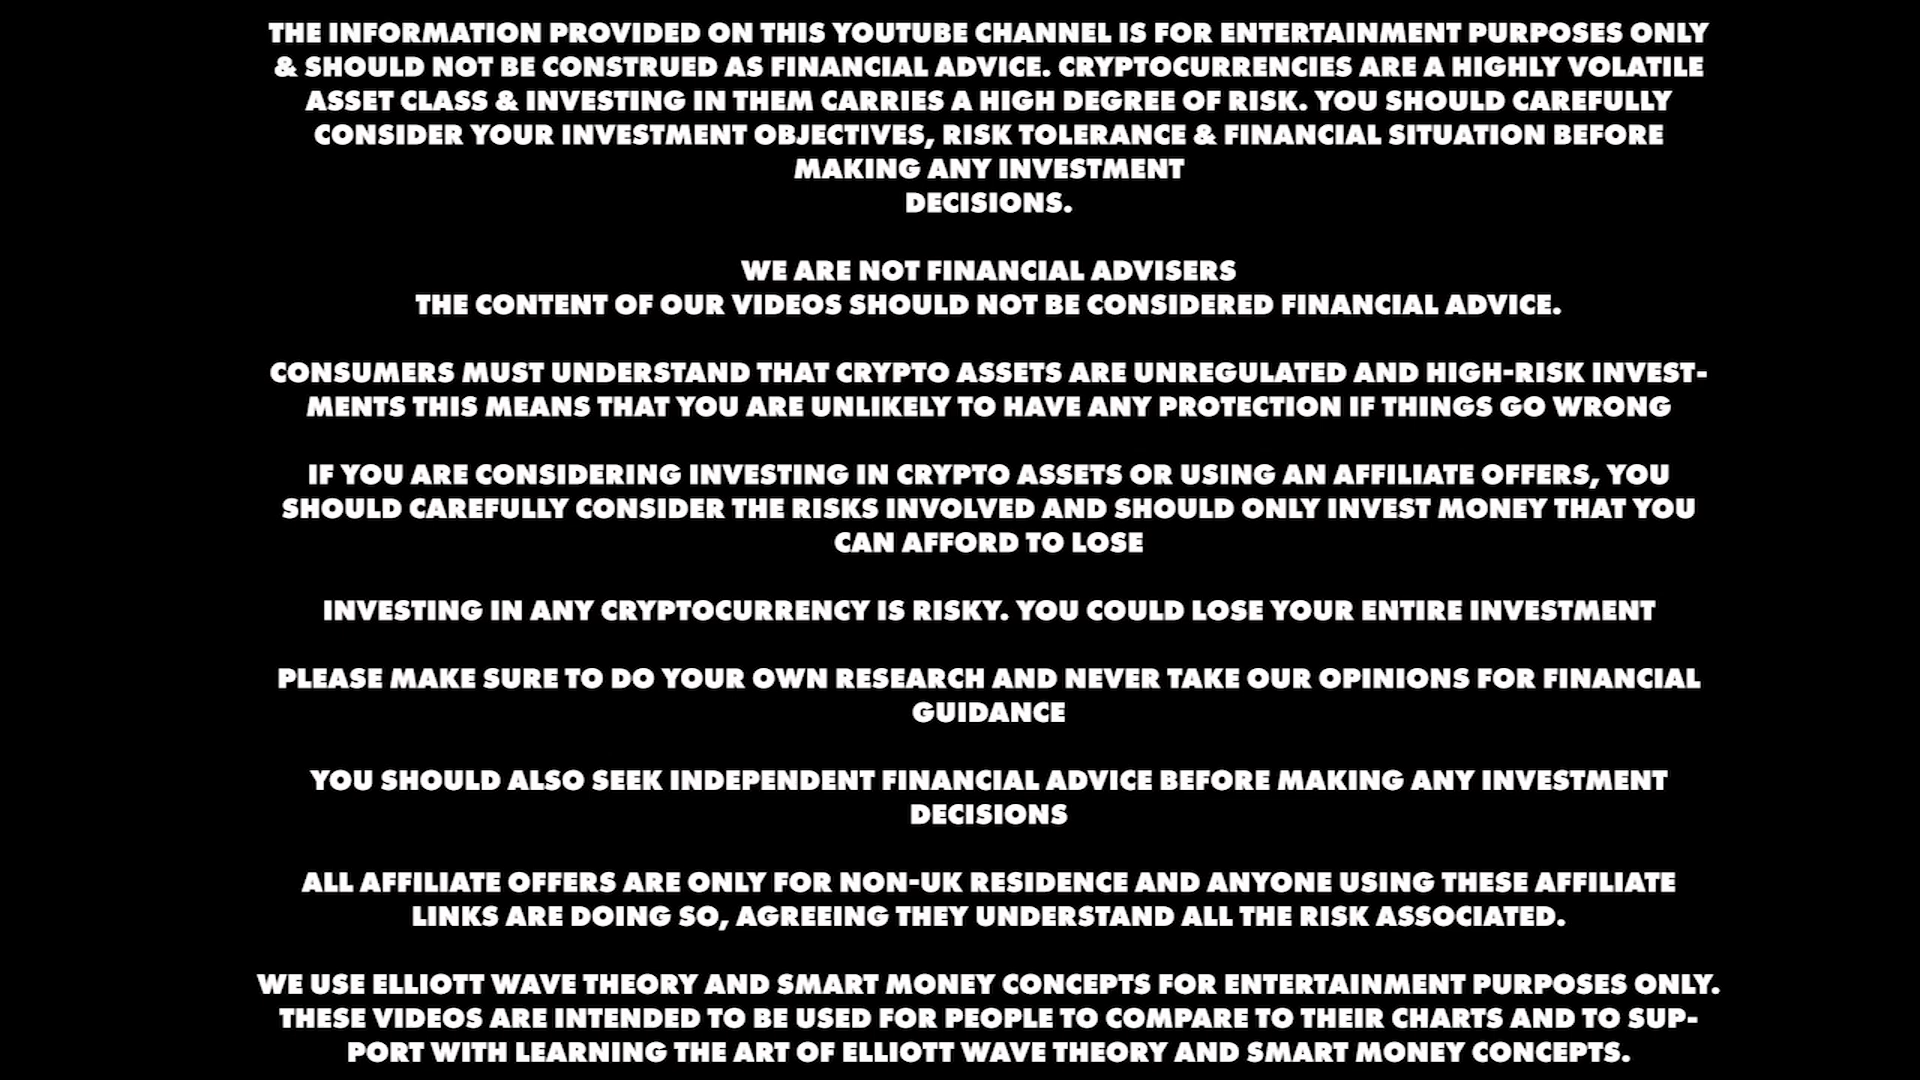 THE INFORMATION PROVIDED ON THIS YOUTUBE CHANNEL IS FOR ENTERTAINMENT PURPOSES ONLY
& SHOULD NOT BE CONSTRUED AS FINANCIAL ADVICE. CRYPTOCURRENCIES ARE A HIGHLY VOLATILE
ASSET CLASS & INVESTING IN THEM CARRIES A HIGH DEGREE OF RISK. YOU SHOULD CAREFULLY
CONSIDER YOUR INVESTMENT OBJECTIVES, RISK TOLERANCE & FINANCIAL SITUATION BEFORE
MAKING ANY INVESTMENT
DECISIONS.
WE ARE NOT FINANCIAL ADVISERS
THE CONTENT OF OUR VIDEOS SHOULD NOT BE CONSIDERED FINANCIAL ADVICE.
CONSUMERS MUST UNDERSTAND THAT CRYPTO ASSETS ARE UNREGULATED AND HIGH-RISK INVEST-
MENTS THIS MEANS THAT YOU ARE UNLIKELY TO HAVE ANY PROTECTION IF THINGS GO WRONG
IF YOU ARE CONSIDERING INVESTING IN CRYPTO ASSETS OR USING AN AFFILIATE OFFERS, YOU
SHOULD CAREFULLY CONSIDER THE RISKS INVOLVED AND SHOULD ONLY INVEST MONEY THAT YOU
CAN AFFORD TO LOSE
INVESTING IN ANY CRYPTOCURRENCY IS RISKY. YOU COULD LOSE YOUR ENTIRE INVESTMENT
PLEASE MAKE SURE TO DO YOUR OWN RESEARCH AND NEVER TAKE OUR OPINIONS FOR FINANCIAL
GUIDANCE
YOU SHOULD ALSO SEEK INDEPENDENT FINANCIAL ADVICE BEFORE MAKING ANY INVESTMENT
DECISIONS
ALL AFFILIATE OFFERS ARE ONLY FOR NON-UK RESIDENCE AND ANYONE USING THESE AFFILIATE
LINKS ARE DOING SO, AGREEING THEY UNDERSTAND ALL THE RISK ASSOCIATED.
WE USE ELLIOTT WAVE THEORY AND SMART MONEY CONCEPTS FOR ENTERTAINMENT PURPOSES ONLY.
THESE VIDEOS ARE INTENDED TO BE USED FOR PEOPLE TO COMPARE TO THEIR CHARTS AND TO SUP-
PORT WITH LEARNING THE ART OF ELLIOTT WAVE THEORY AND SMART MONEY CONCEPTS.